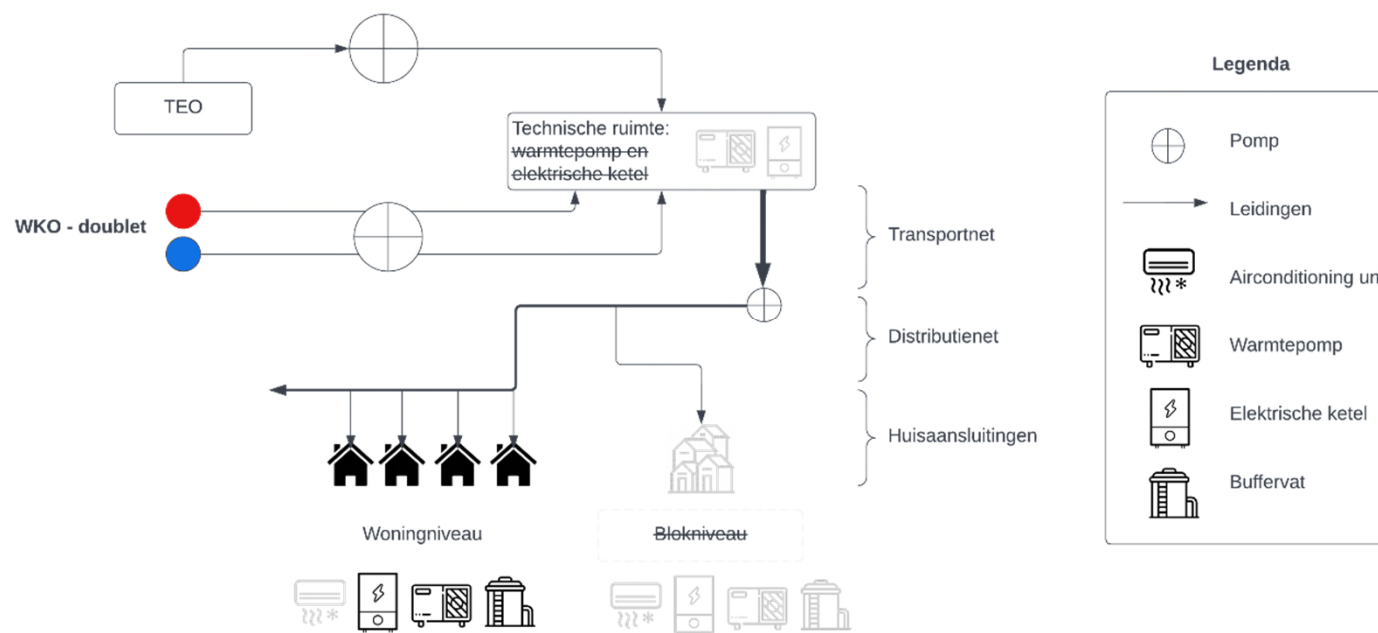 Legenda
TEO
Technische ruimte:
warmtepomp en
elektrische ketel
Pomp
Leidingen
WKO - doublet
Transportnet
Airconditioning un
Distributienet
Warmtepomp
Elektrische ketel
Huisaansluitingen
Buffervat
Woningniveau
Blokniveau